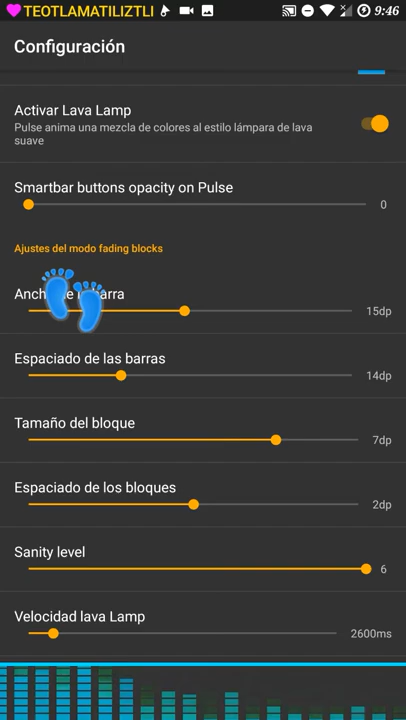 TEOTLAMATILIZTLI
9:46
Configuración
Activar Lava Lamp
Pulse anima una mezcla de colores al estilo lámpara de lava
suave
Smartbar buttons opacity on Pulse
0
Ajustes del modo fading blocks
barra
15dp
Espaciado de las barras
14dp
Tamaño del bloque
7dp
Espaciado de los bloques
2dp
Sanity level
6
Velocidad lava Lamp
2600ms